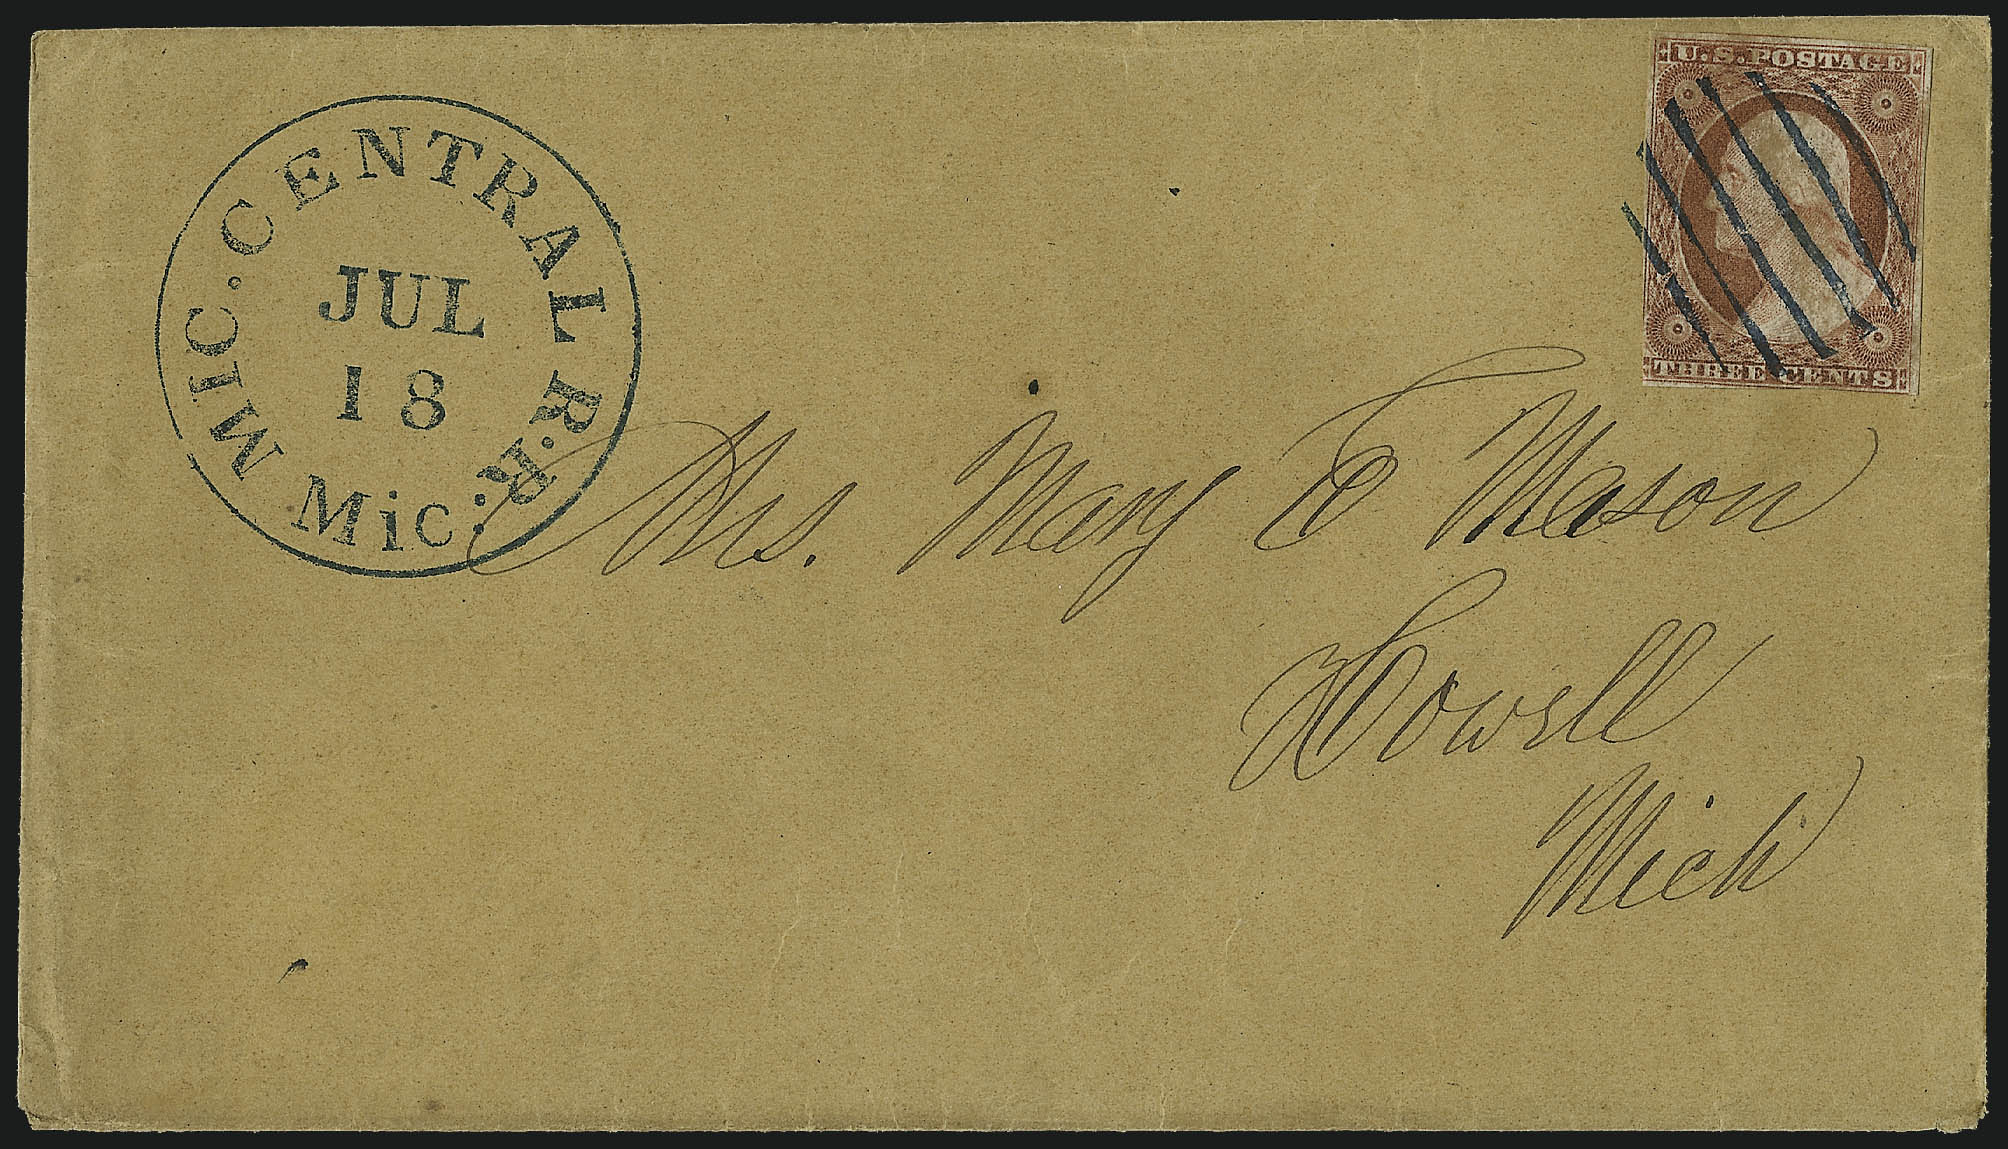 MIC. CENTRAL R.R.
JUL
18
Mic:
U.S. POSTAGE
THREE CENTS
Mrs. Mary E Mason
Howell
Mich